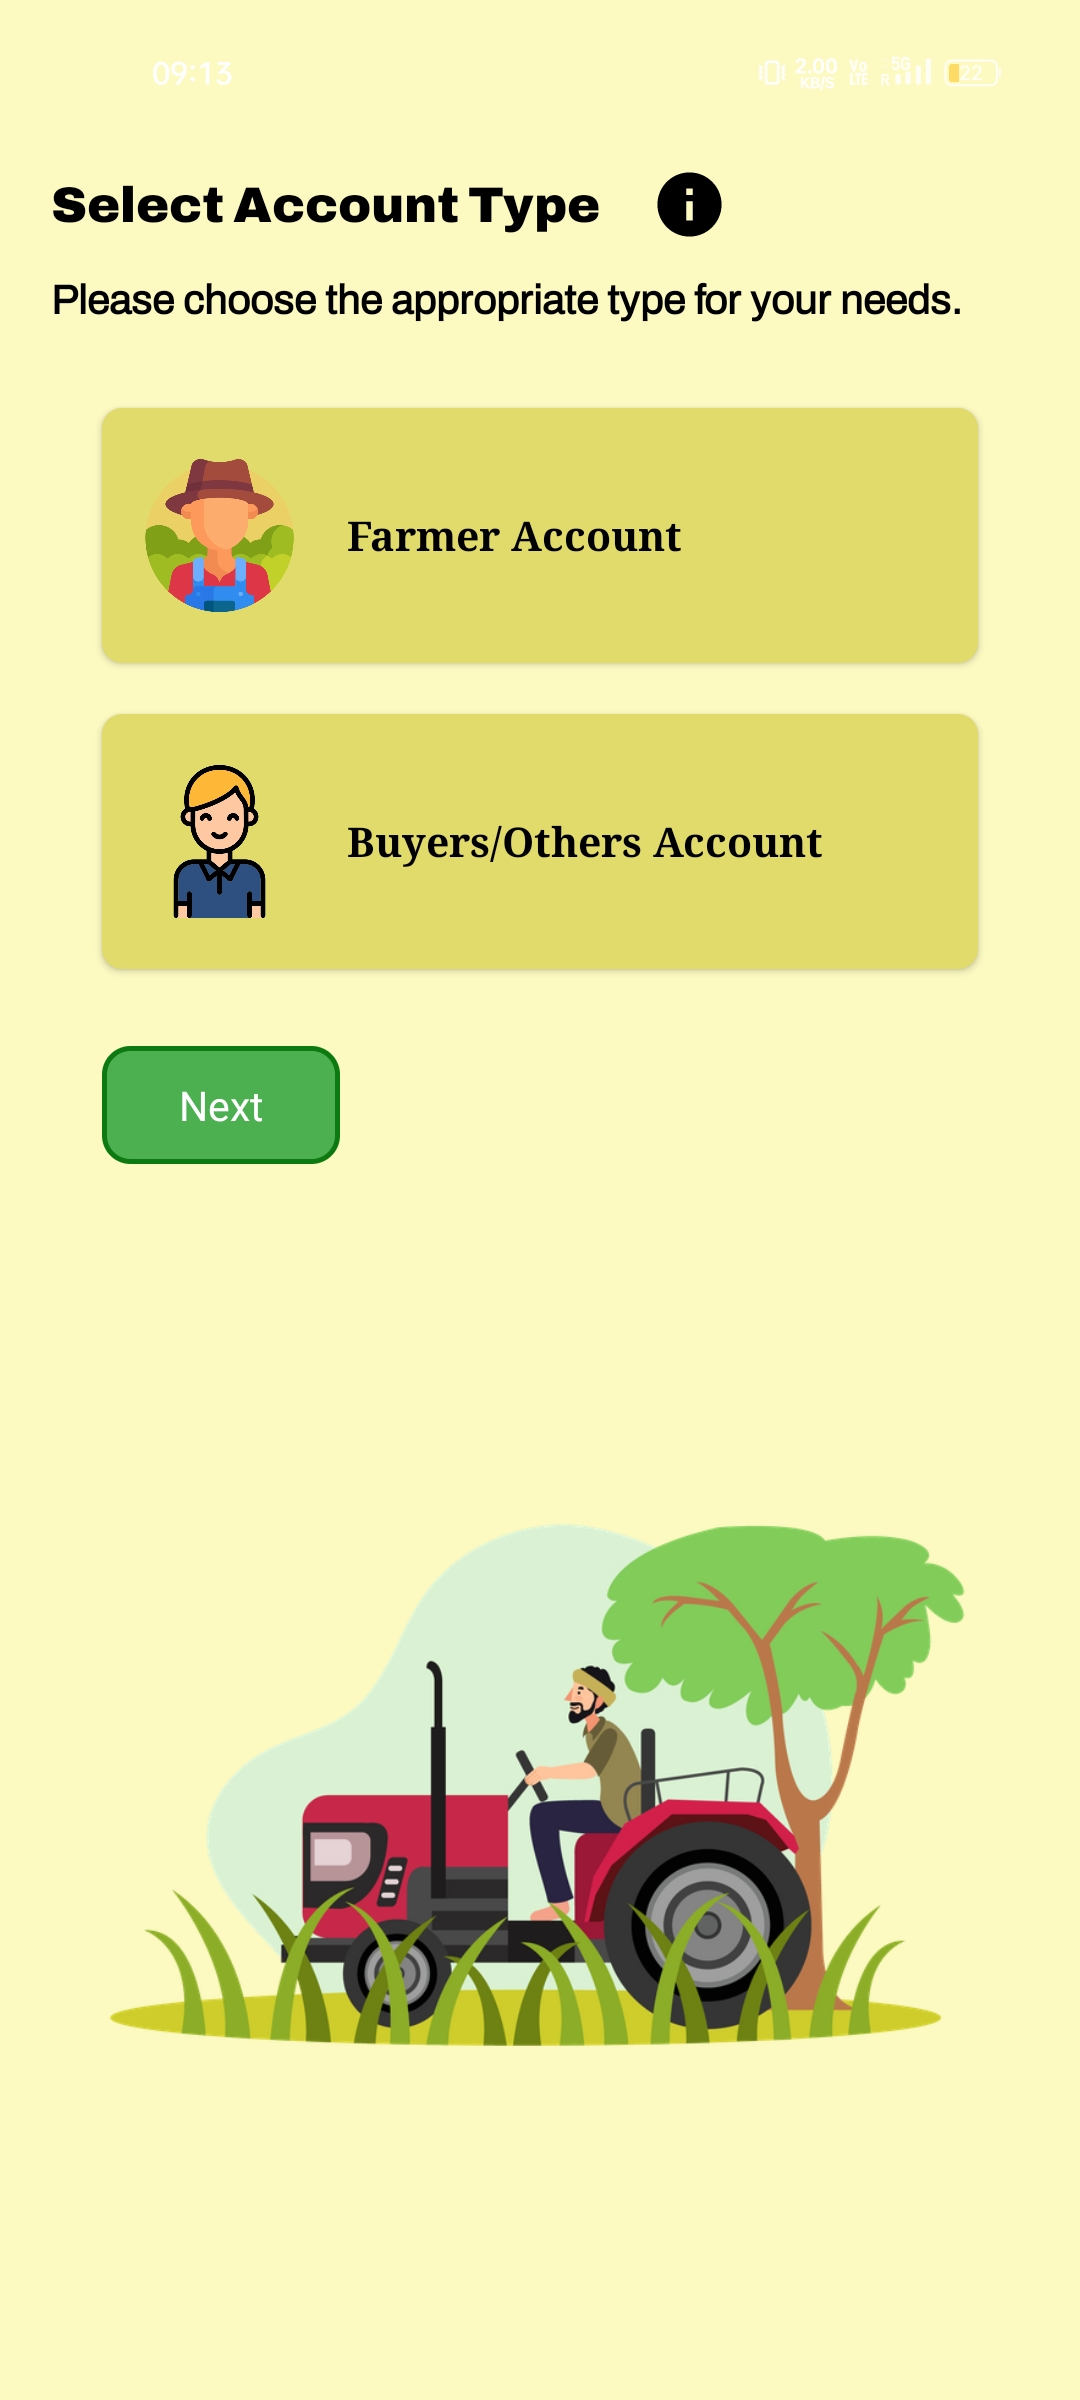 09:13 2.00 KB/S Vo LTE R 5G 22
Select Account Type
Please choose the appropriate type for your needs.
Farmer Account
Buyers/Others Account
Next